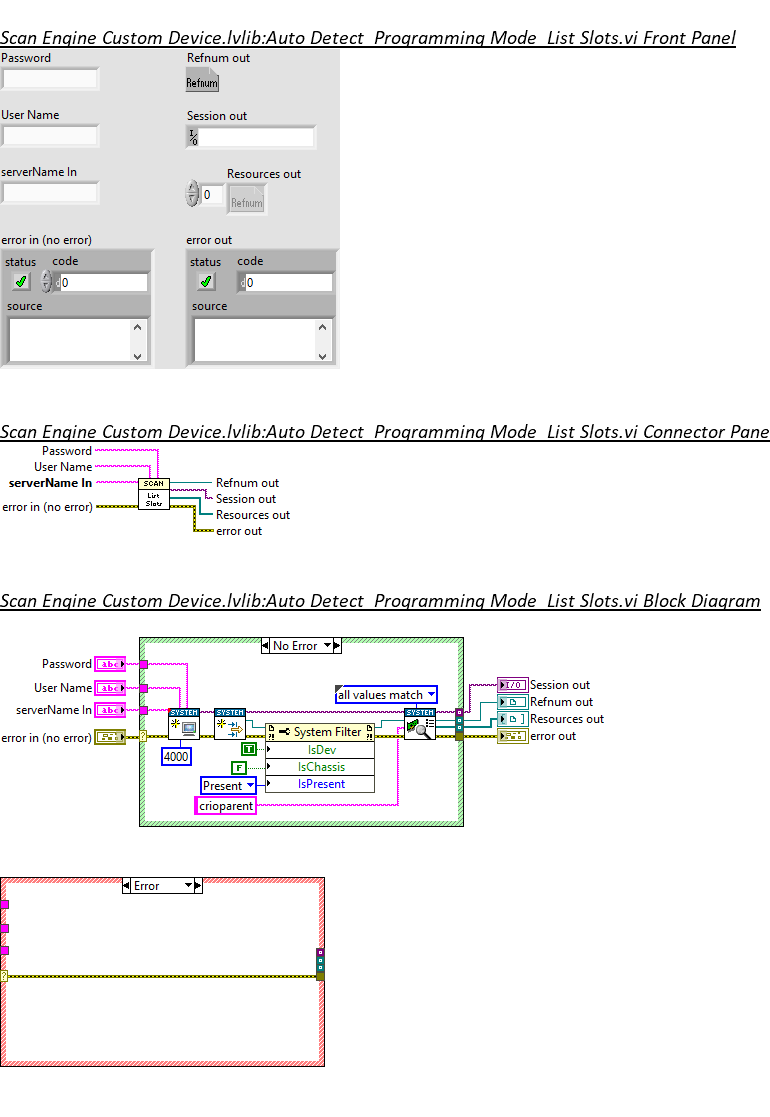 Scan Engine Custom Device.lvlib:Auto Detect  Programming Mode  List Slots.vi Front Panel
Password
Refnum out
Refnum
User Name
Session out
I/O
serverName In
Resources out
0
Refnum
error in (no error)
error out
status code
status code
0
0
source
source
Scan Engine Custom Device.lvlib:Auto Detect  Programming Mode  List Slots.vi Connector Pane
Password
User Name
serverName In
error in (no error)
SCAN
List
Slots
Refnum out
Session out
Resources out
error out
Scan Engine Custom Device.lvlib:Auto Detect  Programming Mode  List Slots.vi Block Diagram
No Error
Password
abc
User Name
abc
serverName In
abc
error in (no error)
?
all values match
SYSTEM
SYSTEM
SYSTEM
4000
System Filter
T
IsDev
F
IsChassis
Present
IsPresent
crioparent
I/O
Session out
Refnum out
Resources out
error out
Error
?